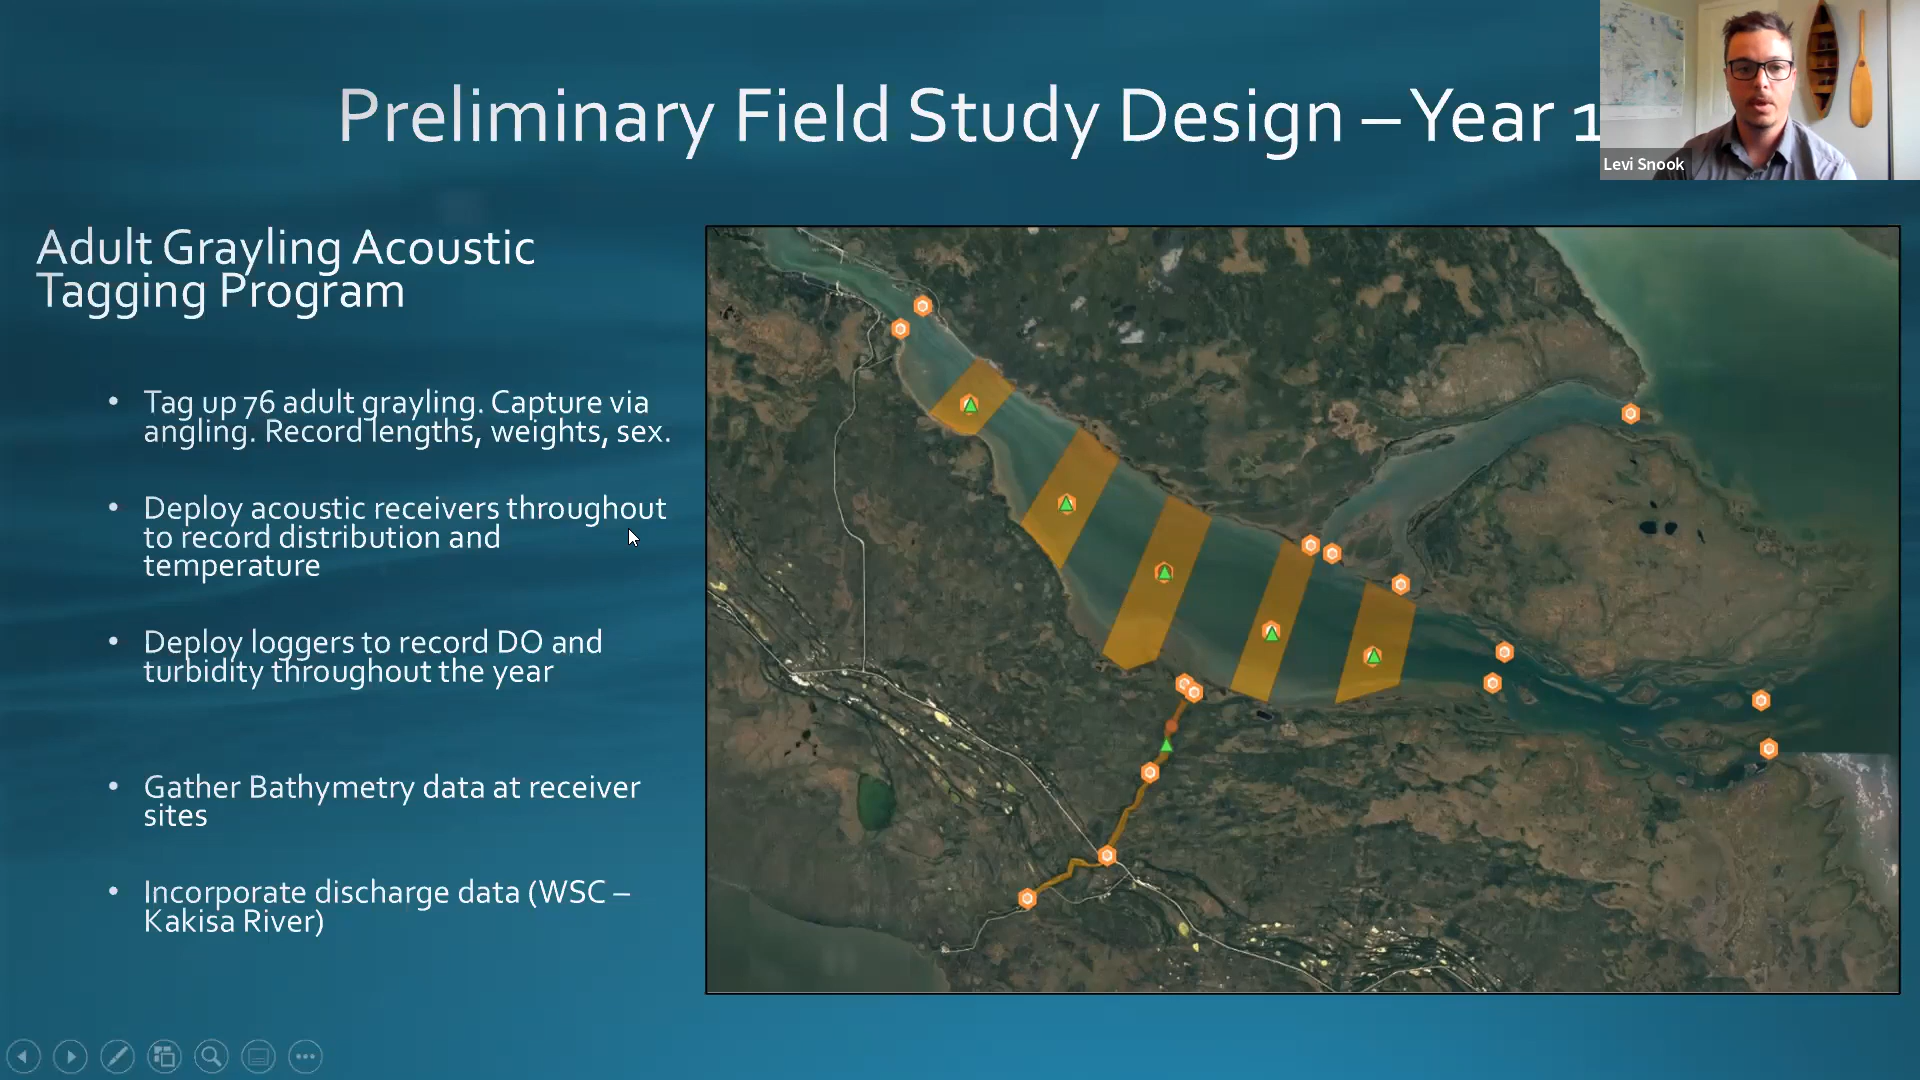 Preliminary Field Study Design – Year 1
Levi Snook
Adult Grayling Acoustic
Tagging Program
• Tag up 76 adult grayling. Capture via
angling. Record lengths, weights, sex.
• Deploy acoustic receivers throughout
to record distribution and
temperature
• Deploy loggers to record DO and
turbidity throughout the year
• Gather Bathymetry data at receiver
sites
• Incorporate discharge data (WSC –
Kakisa River)